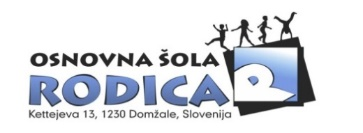 OSNOVNA ŠOLA
RODICA
R
Kettejeva 13, 1230 Domžale, Slovenija